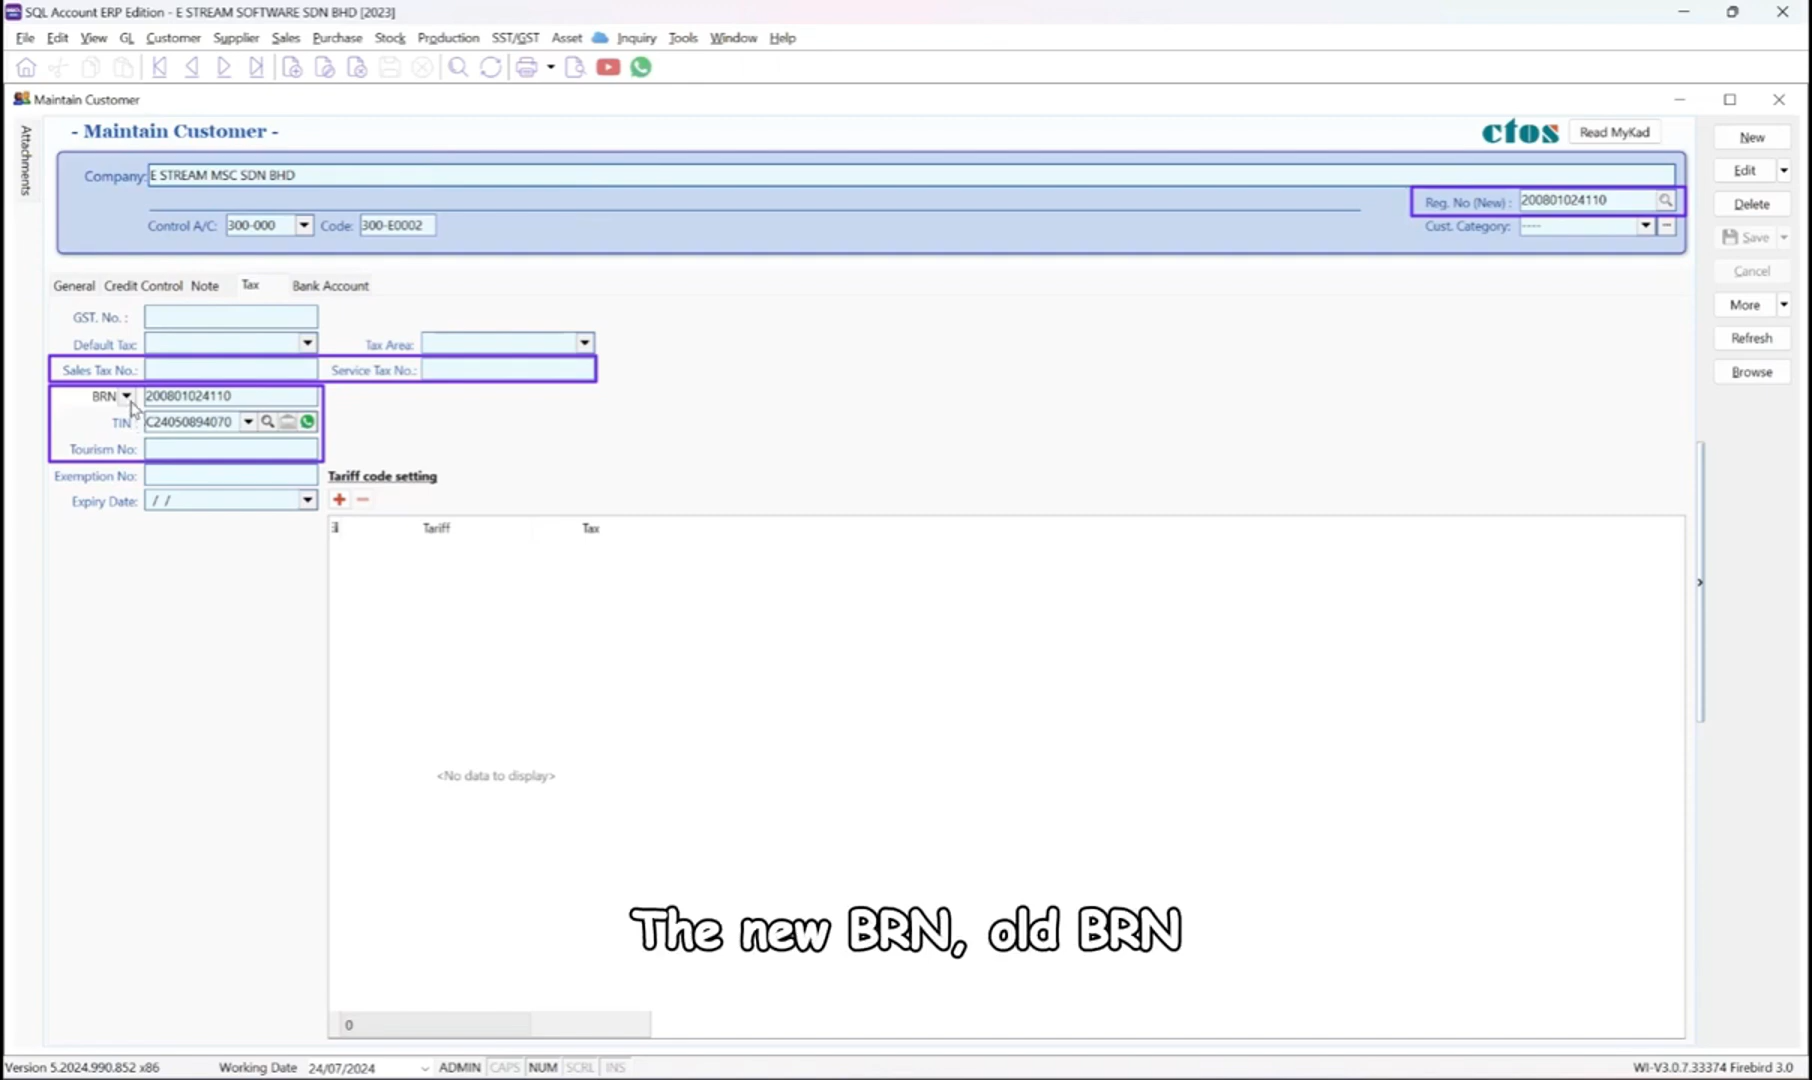 SQL Account ERP Edition - E STREAM SOFTWARE SDN BHD [2023]
File Edit View GL Customer Supplier Sales Purchase Stock Production SST/GST Asset Inquiry Tools Window Help
Maintain Customer
Attachments
- Maintain Customer -
ctos
Read MyKad
New
Company: E STREAM MSC SDN BHD
Edit
Reg. No (New) : 200801024110
Delete
Control A/C: 300-000 Code: 300-E0002
Cust. Category: ----
Save
Cancel
General Credit Control Note Tax Bank Account
More
GST. No. :
Refresh
Default Tax: Tax Area:
Sales Tax No.: Service Tax No.:
Browse
BRN 200801024110
TIN : C24050894070
Tourism No:
Exemption No: Tariff code setting
Expiry Date: / /
Tariff Tax
<No data to display>
The new BRN, old BRN
0
Version 5.2024.990.852 x86 Working Date 24/07/2024 ADMIN CAPS NUM SCRL INS WI-V3.0.7.33374 Firebird 3.0